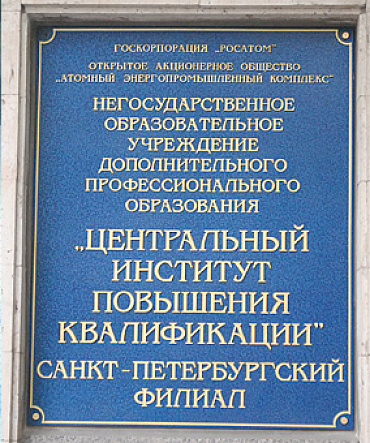 ГОСКОРПОРАЦИЯ „РОСАТОМ"
ОТКРЫТОЕ АКЦИОНЕРНОЕ ОБЩЕСТВО
„АТОМНЫЙ ЭНЕРГОПРОМЫШЛЕННЫЙ КОМПЛЕКС"
НЕГОСУДАРСТВЕННОЕ
ОБРАЗОВАТЕЛЬНОЕ
УЧРЕЖДЕНИЕ
ДОПОЛНИТЕЛЬНОГО
ПРОФЕССИОНАЛЬНОГО
ОБРАЗОВАНИЯ
„ЦЕНТРАЛЬНЫЙ
ИНСТИТУТ
ПОВЫШЕНИЯ
КВАЛИФИКАЦИИ"
САНКТ-ПЕТЕРБУРГСКИЙ
ФИЛИАЛ